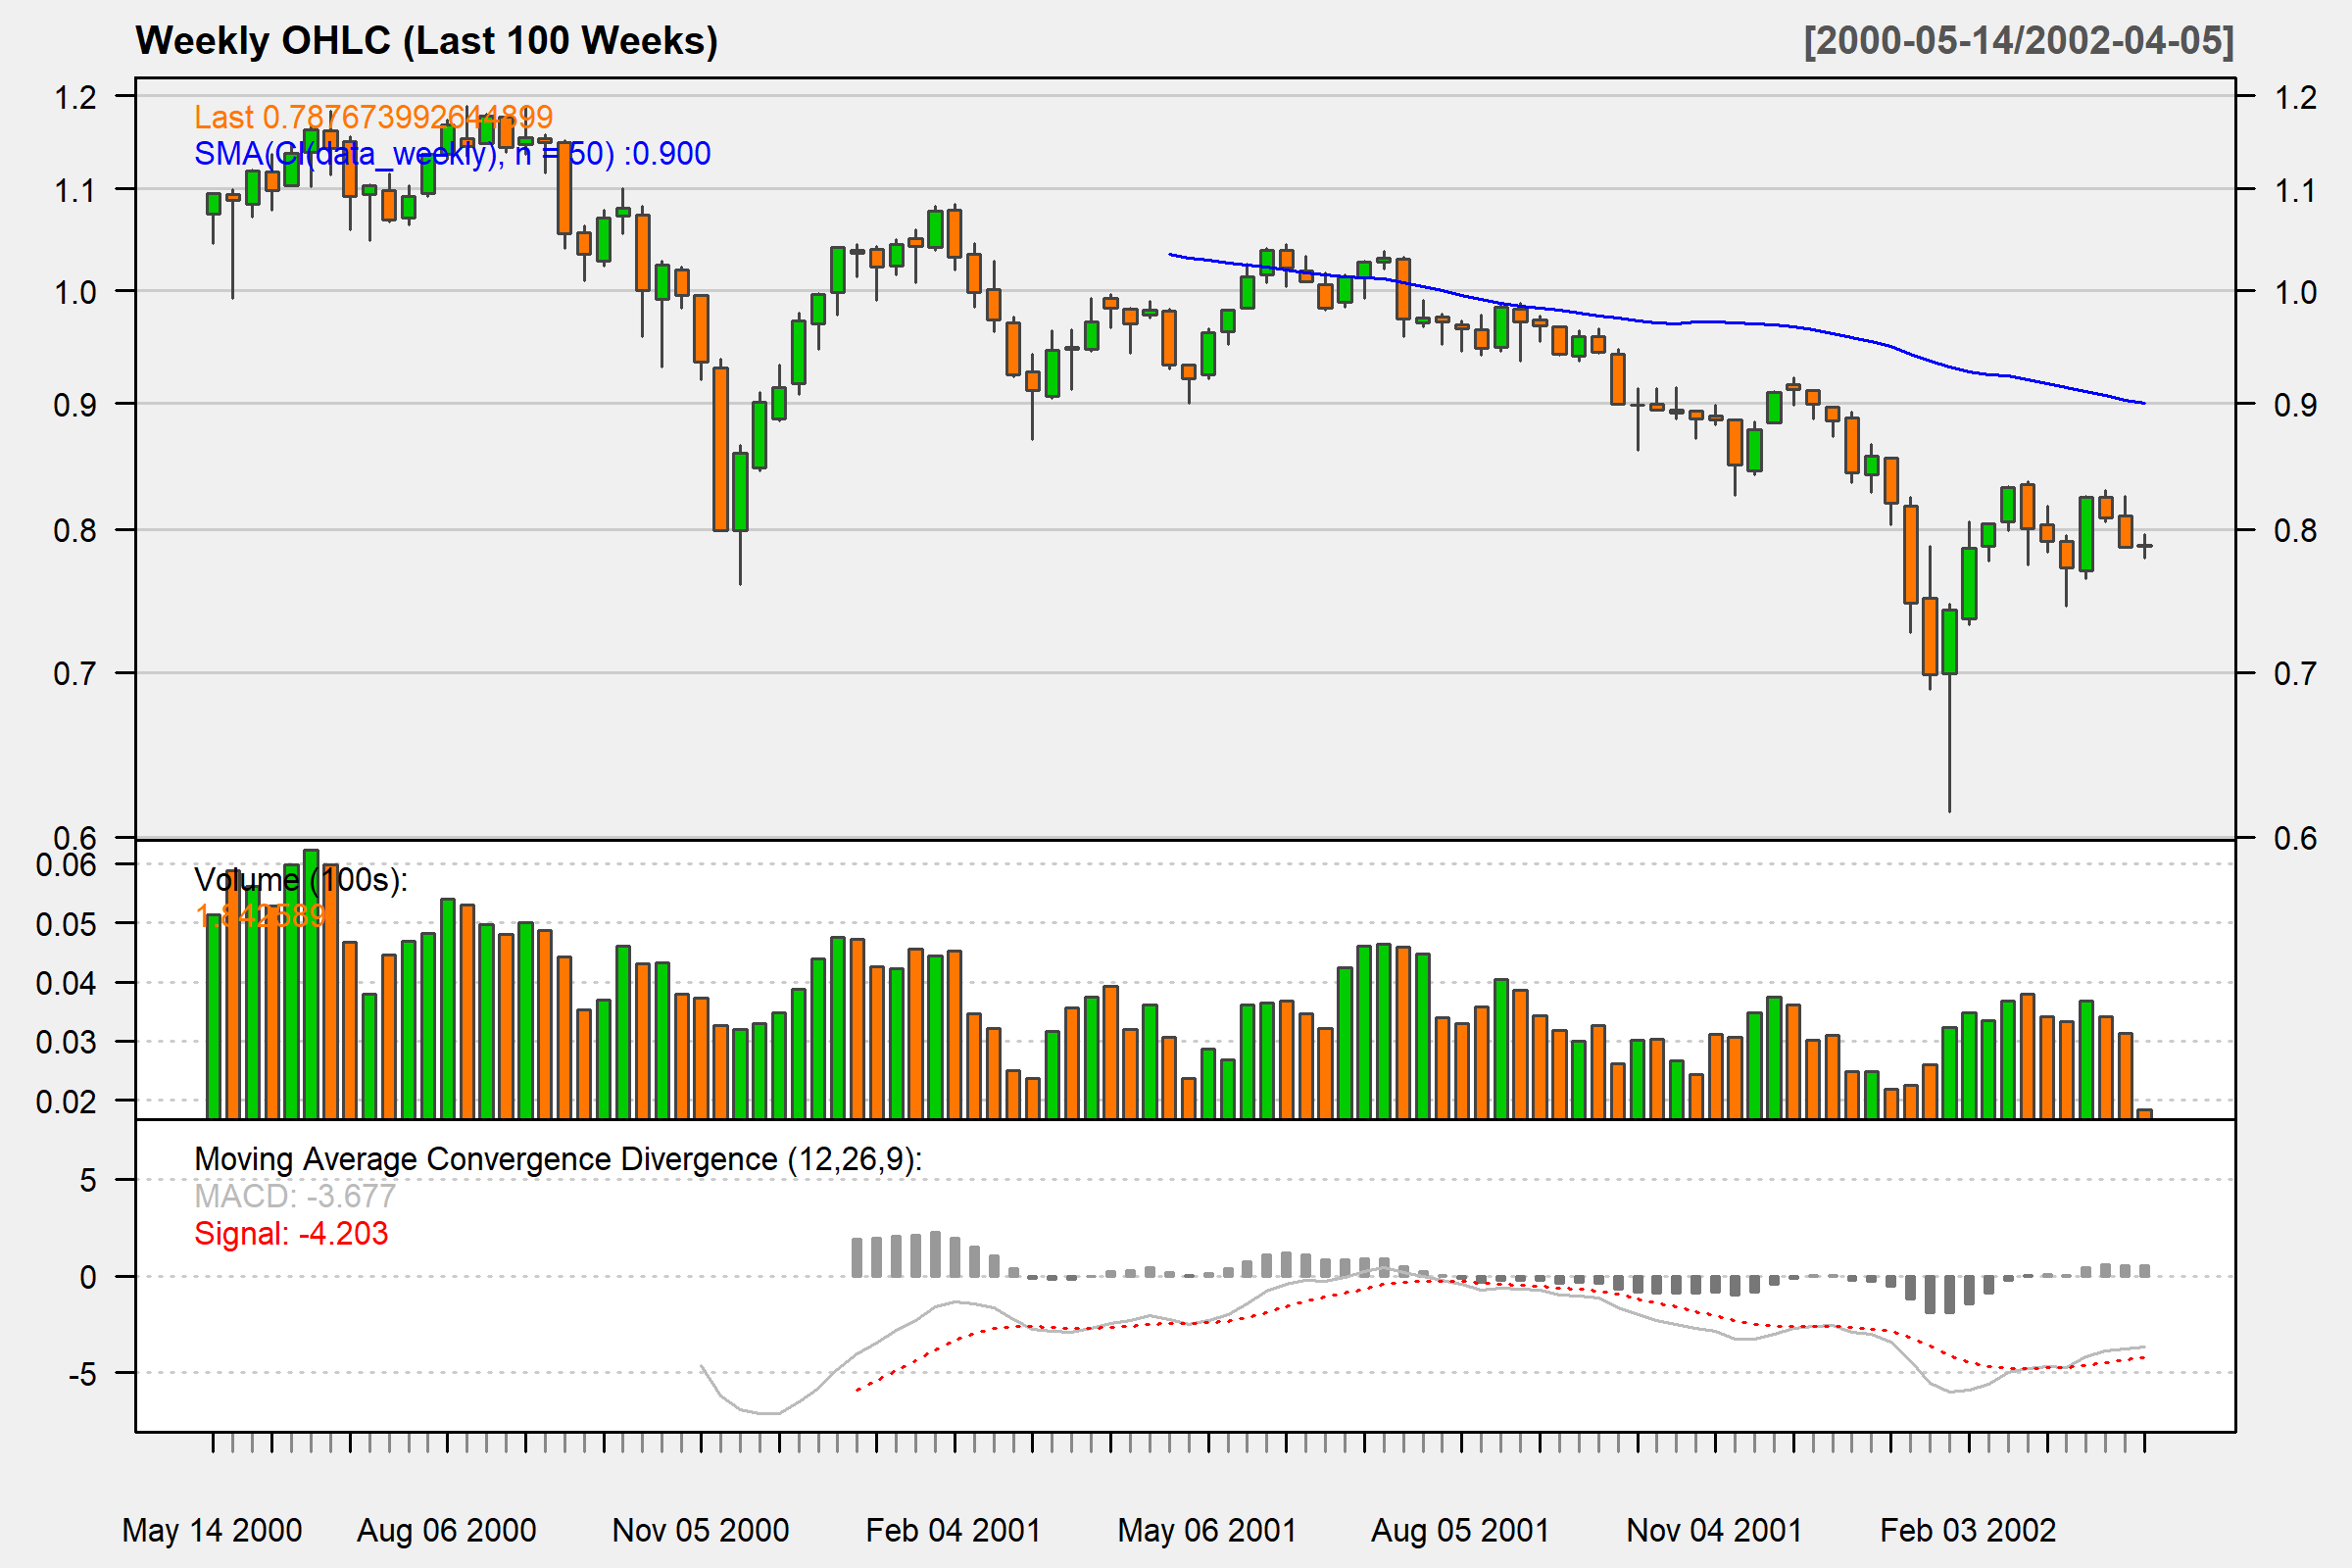 Weekly OHLC (Last 100 Weeks) [2000-05-14/2002-04-05]
Last 0.787673992644899
SMA(Cl(data_weekly), n = 50) :0.900
1.2 1.2
1.1 1.1
1.0 1.0
0.9 0.9
0.8 0.8
0.7 0.7
0.6 0.6
Volume (100s):
1.842589
0.06
0.05
0.04
0.03
0.02
Moving Average Convergence Divergence (12,26,9):
MACD: -3.677
Signal: -4.203
5
0
-5
May 14 2000 Aug 06 2000 Nov 05 2000 Feb 04 2001 May 06 2001 Aug 05 2001 Nov 04 2001 Feb 03 2002